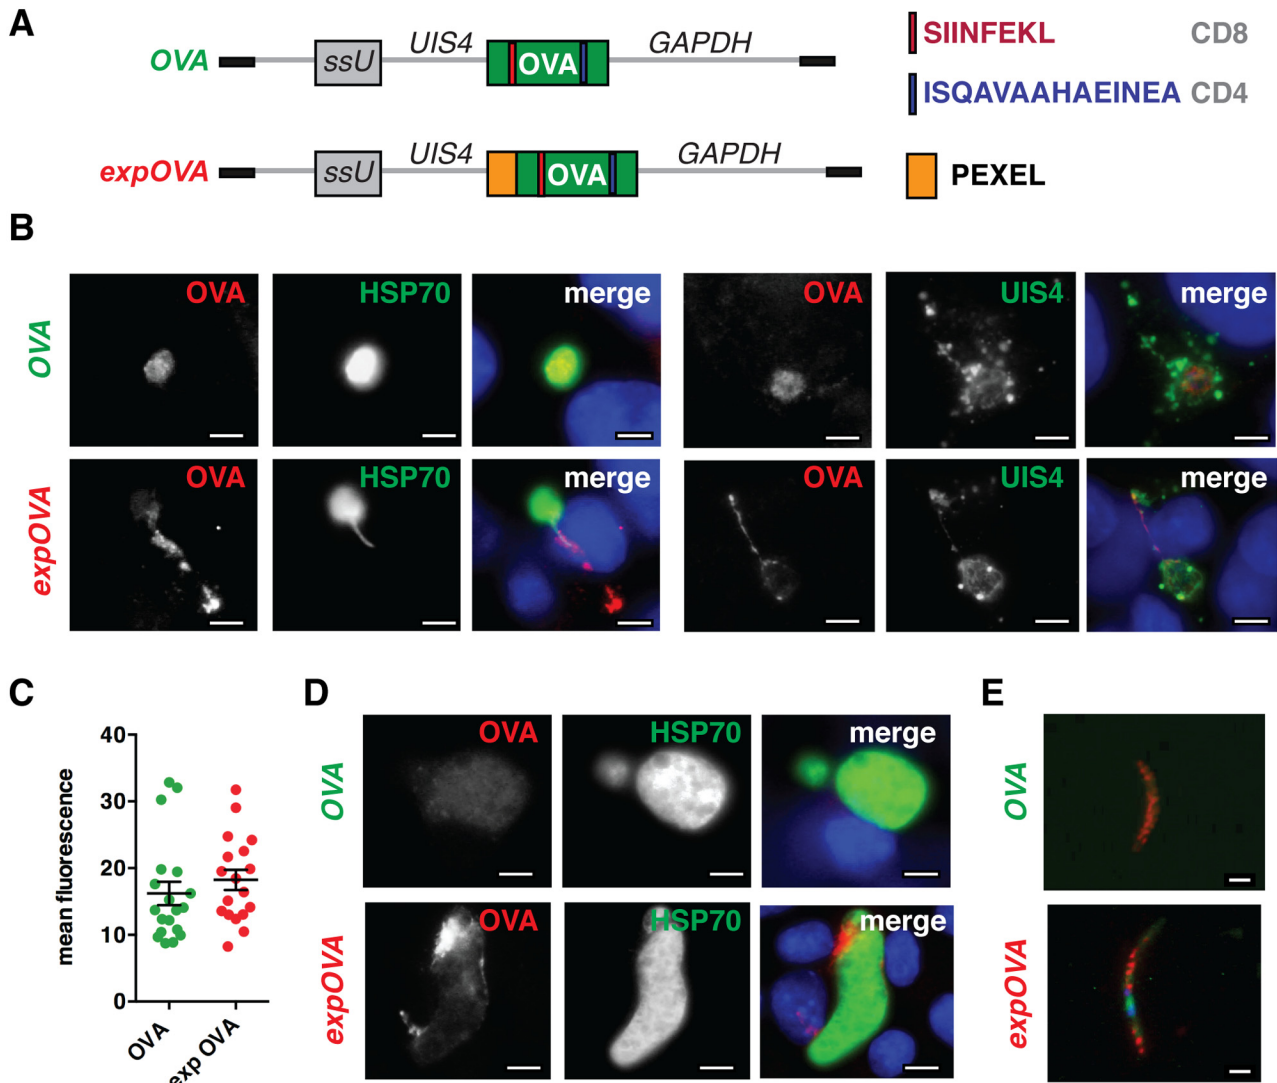 A
OVA ssU UIS4 OVA GAPDH
SIINFEKL CD8
ISQAVAAHAEINEA CD4
expOVA ssU UIS4 OVA GAPDH
PEXEL
B
OVA OVA HSP70 merge OVA UIS4 merge
expOVA OVA HSP70 merge OVA UIS4 merge
C
mean fluorescence
40
30
20
10
0
OVA
exp OVA
D
OVA OVA HSP70 merge
expOVA OVA HSP70 merge
E
OVA
expOVA